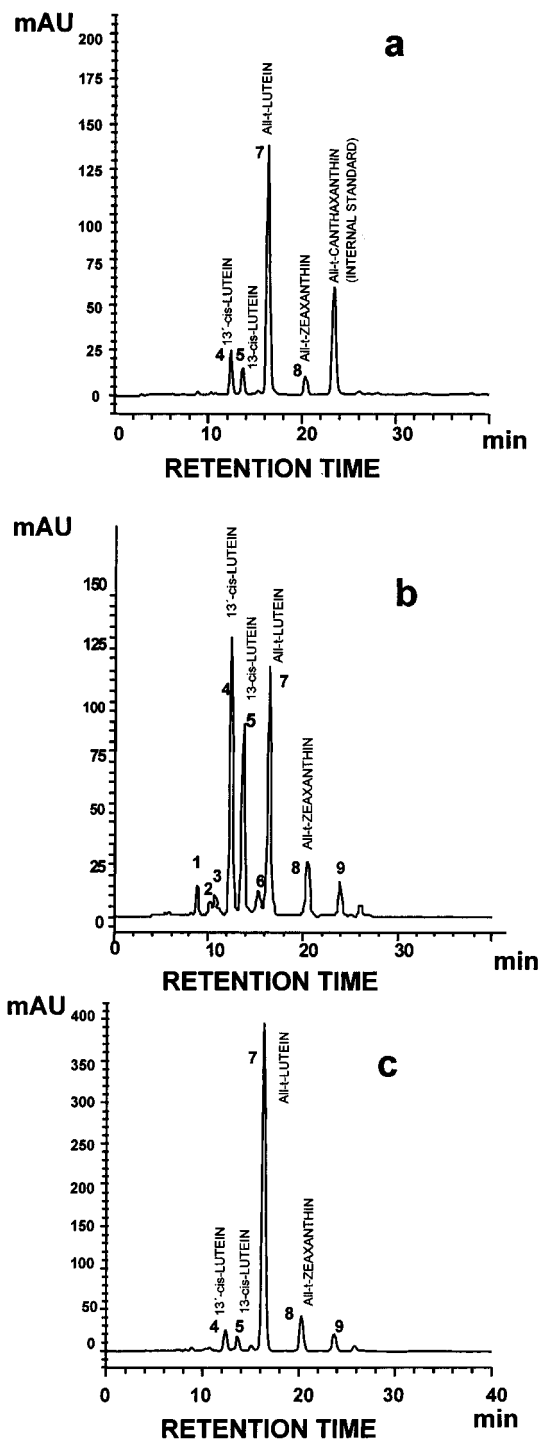 mAU
a
200
175
150
125
100
75
50
25
0
4
13´-cis-LUTEIN
5
13-cis-LUTEIN
7
All-t-LUTEIN
8
All-t-ZEAXANTHIN
All-t-CANTHAXANTHIN
(INTERNAL STANDARD)
0 10 20 30
min
RETENTION TIME
mAU
b
150
125
100
75
50
25
0
1
2
3
4
13´-cis-LUTEIN
5
13-cis-LUTEIN
6
7
All-t-LUTEIN
8
All-t-ZEAXANTHIN
9
0 10 20 30
min
RETENTION TIME
mAU
c
400
350
300
250
200
150
100
50
0
4
13´-cis-LUTEIN
5
13-cis-LUTEIN
7
All-t-LUTEIN
8
All-t-ZEAXANTHIN
9
0 10 20 30 40
min
RETENTION TIME